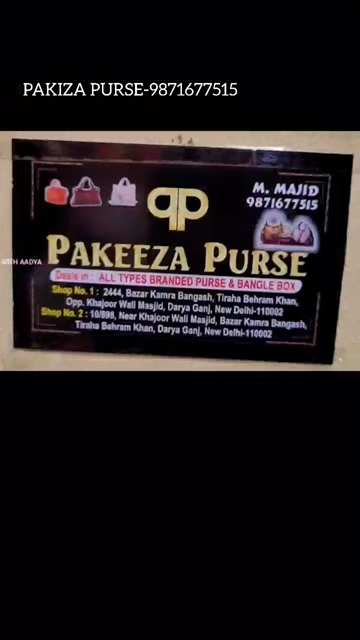 PAKIZA PURSE-9871677515
M. MAJID
9871677515
PAKEEZA PURSE
Deals in : ALL TYPES BRANDED PURSE & BANGLE BOX
Shop No. 1 : 2444, Bazar Kamra Bangash, Tiraha Behram Khan,
Opp. Khajoor Wali Masjid, Darya Ganj, New Delhi-110002
Shop No. 2 : 10/898, Near Khajoor Wali Masjid, Bazar Kamra Bangash,
Tiraha Behram Khan, Darya Ganj, New Delhi-110002